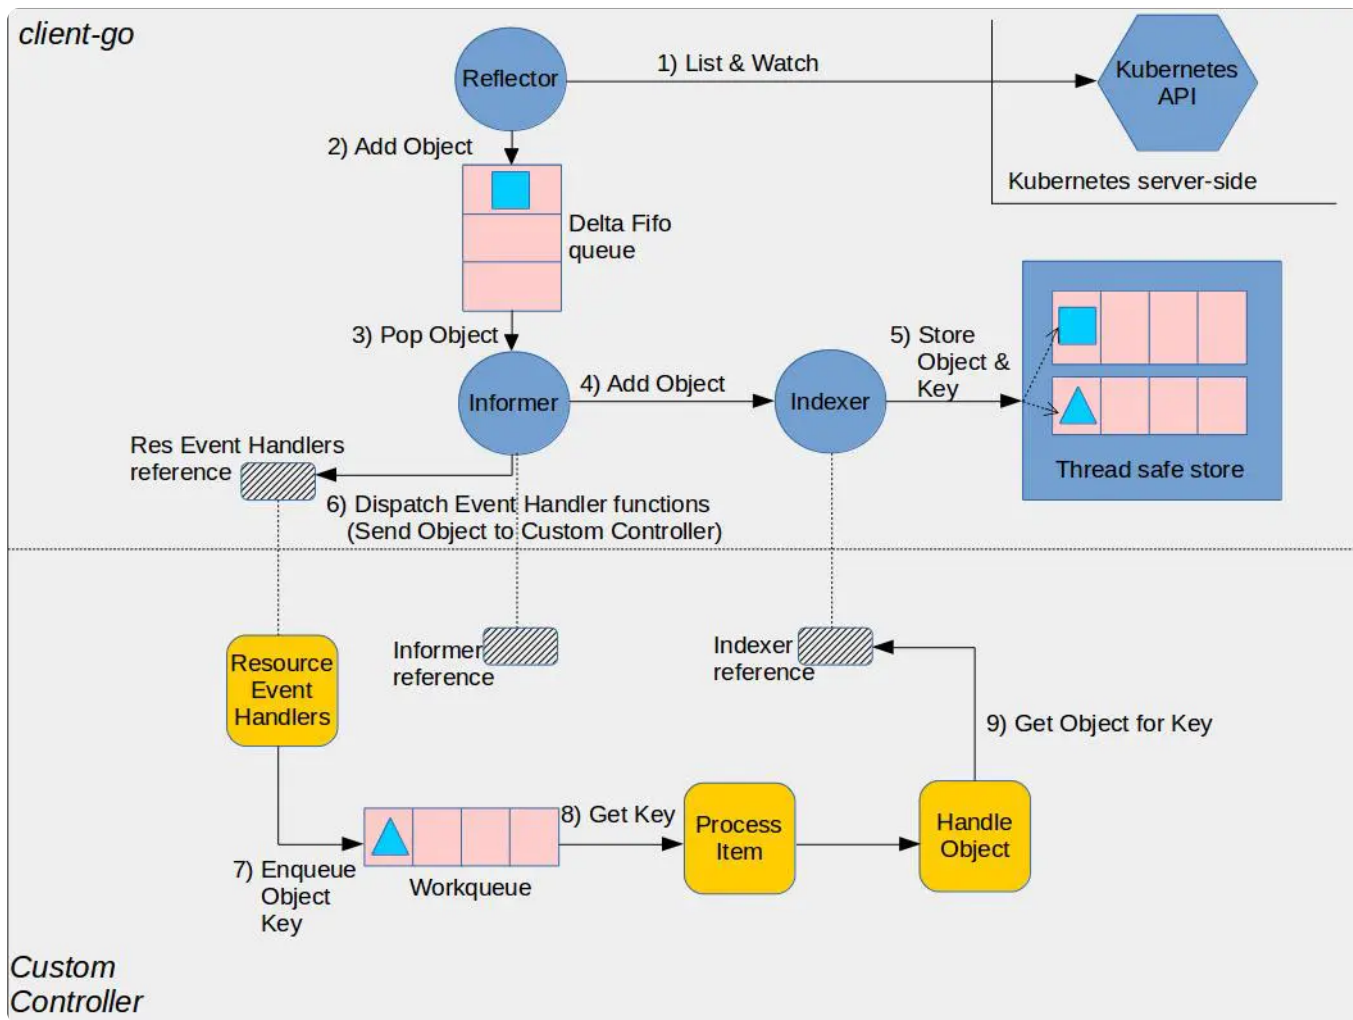 client-go
Reflector
1) List & Watch
Kubernetes
API
Kubernetes server-side
2) Add Object
Delta Fifo
queue
3) Pop Object
Informer
4) Add Object
Indexer
5) Store
Object &
Key
Thread safe store
Res Event Handlers
reference
6) Dispatch Event Handler functions
(Send Object to Custom Controller)
Resource
Event
Handlers
Informer
reference
Indexer
reference
9) Get Object for Key
7) Enqueue
Object
Key
Workqueue
8) Get Key
Process
Item
Handle
Object
Custom
Controller